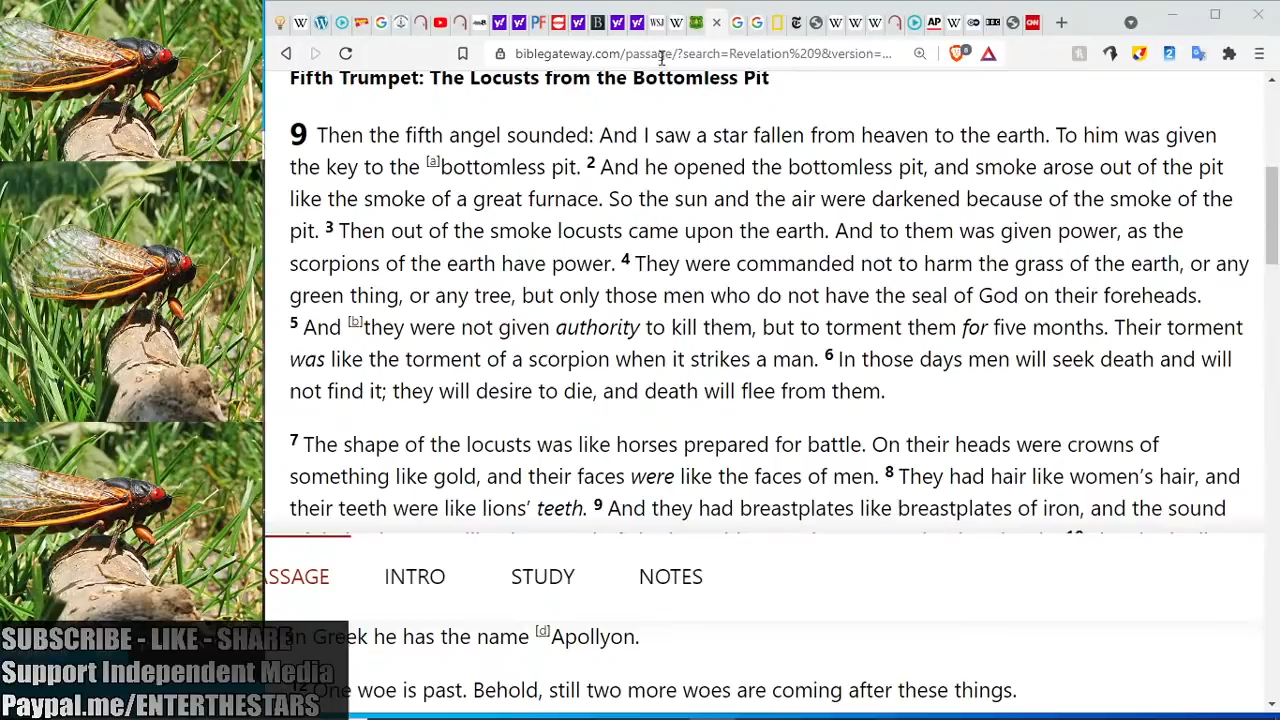 biblegateway.com/passage/?search=Revelation%209&version=...
Fifth Trumpet: The Locusts from the Bottomless Pit
9 Then the fifth angel sounded: And I saw a star fallen from heaven to the earth. To him was given
the key to the [a]bottomless pit. 2 And he opened the bottomless pit, and smoke arose out of the pit
like the smoke of a great furnace. So the sun and the air were darkened because of the smoke of the
pit. 3 Then out of the smoke locusts came upon the earth. And to them was given power, as the
scorpions of the earth have power. 4 They were commanded not to harm the grass of the earth, or any
green thing, or any tree, but only those men who do not have the seal of God on their foreheads.
5 And [b]they were not given authority to kill them, but to torment them for five months. Their torment
was like the torment of a scorpion when it strikes a man. 6 In those days men will seek death and will
not find it; they will desire to die, and death will flee from them.
7 The shape of the locusts was like horses prepared for battle. On their heads were crowns of
something like gold, and their faces were like the faces of men. 8 They had hair like women's hair, and
their teeth were like lions' teeth. 9 And they had breastplates like breastplates of iron, and the sound
ASSAGE INTRO STUDY NOTES
in Greek he has the name [d]Apollyon.
One woe is past. Behold, still two more woes are coming after these things.
SUBSCRIBE - LIKE - SHARE
Support Independent Media
Paypal.me/ENTERTHESTARS